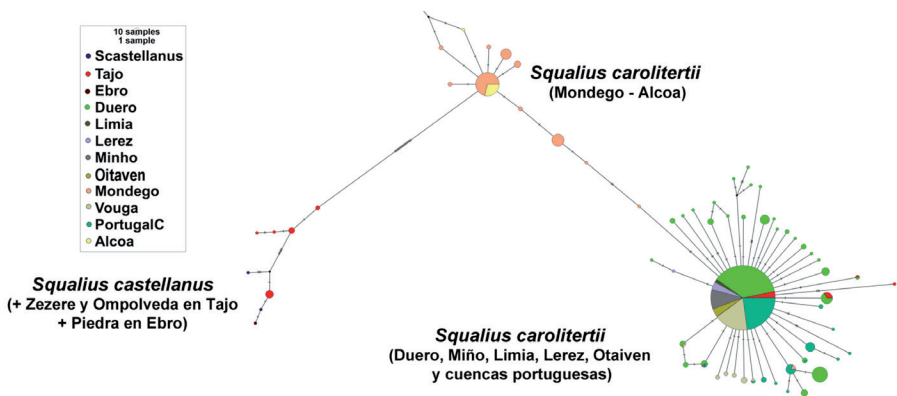 10 samples
1 sample
Scastellanus
Tajo
Ebro
Duero
Limia
Lerez
Minho
Oitaven
Mondego
Vouga
PortugalC
Alcoa
Squalius carolitertii
(Mondego - Alcoa)
Squalius castellanus
(+ Zezere y Ompolveda en Tajo
+ Piedra en Ebro)
Squalius carolitertii
(Duero, Miño, Limia, Lerez, Otaiven
y cuencas portuguesas)